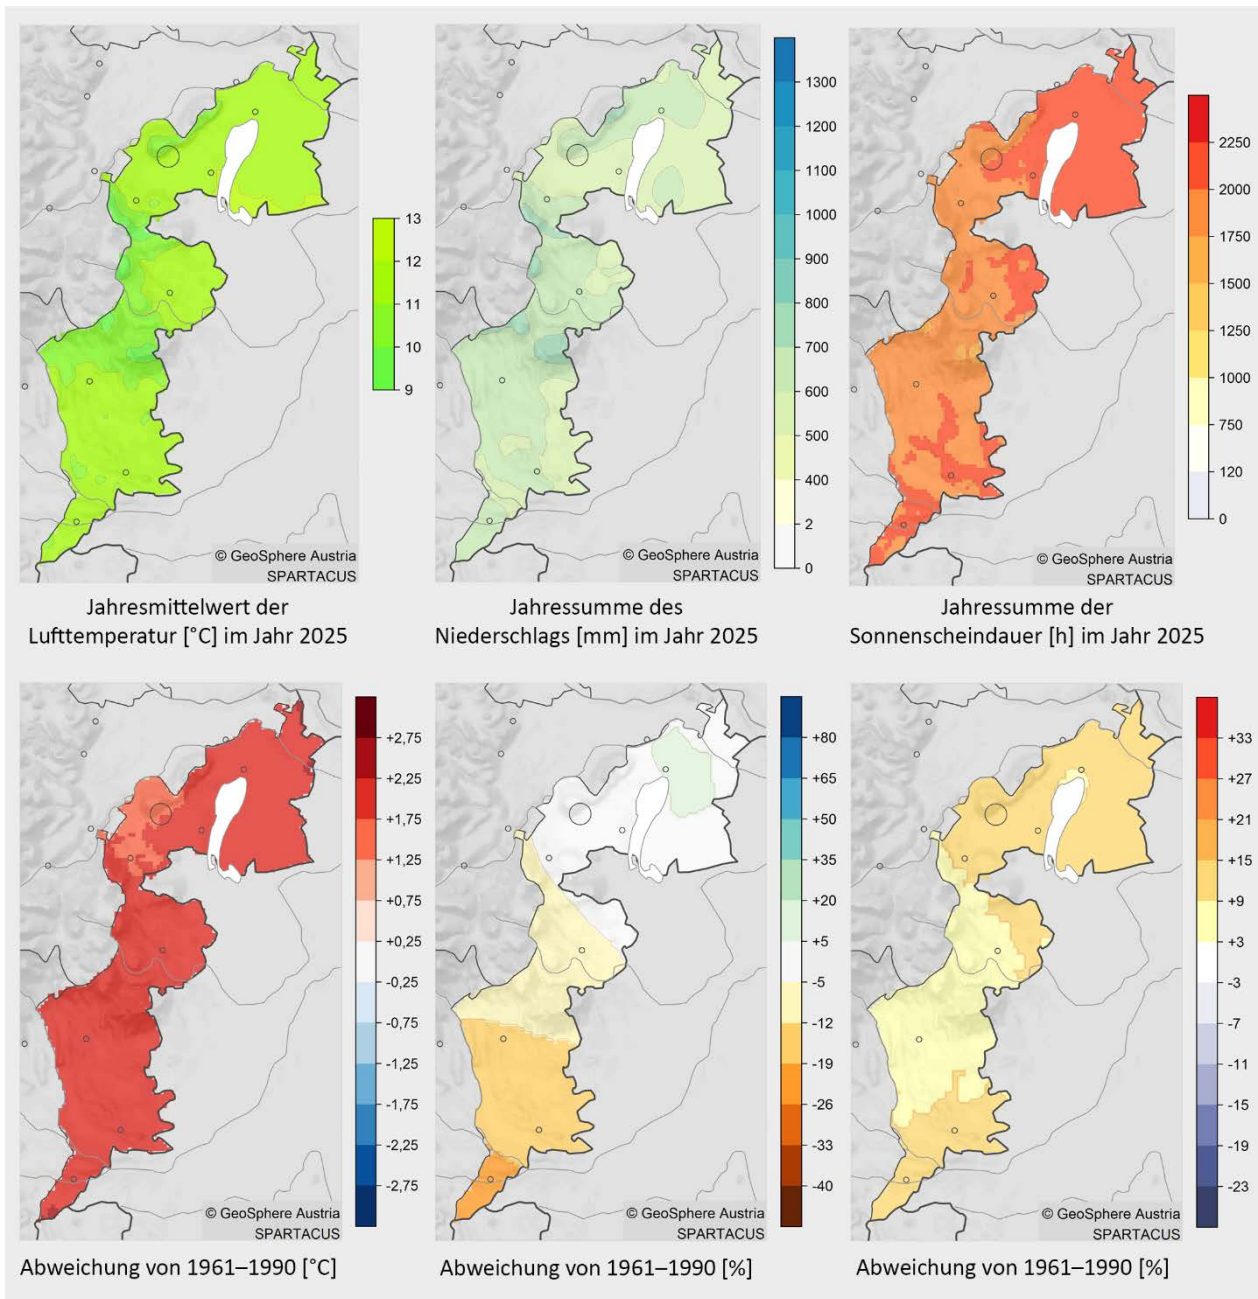 13
12
11
10
9
© GeoSphere Austria
SPARTACUS
Jahresmittelwert der
Lufttemperatur [°C] im Jahr 2025
1300
1200
1100
1000
900
800
700
600
500
400
2
0
© GeoSphere Austria
SPARTACUS
Jahressumme des
Niederschlags [mm] im Jahr 2025
2250
2000
1750
1500
1250
1000
750
120
0
© GeoSphere Austria
SPARTACUS
Jahressumme der
Sonnenscheindauer [h] im Jahr 2025
+2,75
+2,25
+1,75
+1,25
+0,75
+0,25
-0,25
-0,75
-1,25
-1,75
-2,25
-2,75
© GeoSphere Austria
SPARTACUS
Abweichung von 1961–1990 [°C]
+80
+65
+50
+35
+20
+5
-5
-12
-19
-26
-33
-40
© GeoSphere Austria
SPARTACUS
Abweichung von 1961–1990 [%]
+33
+27
+21
+15
+9
+3
-3
-7
-11
-15
-19
-23
© GeoSphere Austria
SPARTACUS
Abweichung von 1961–1990 [%]